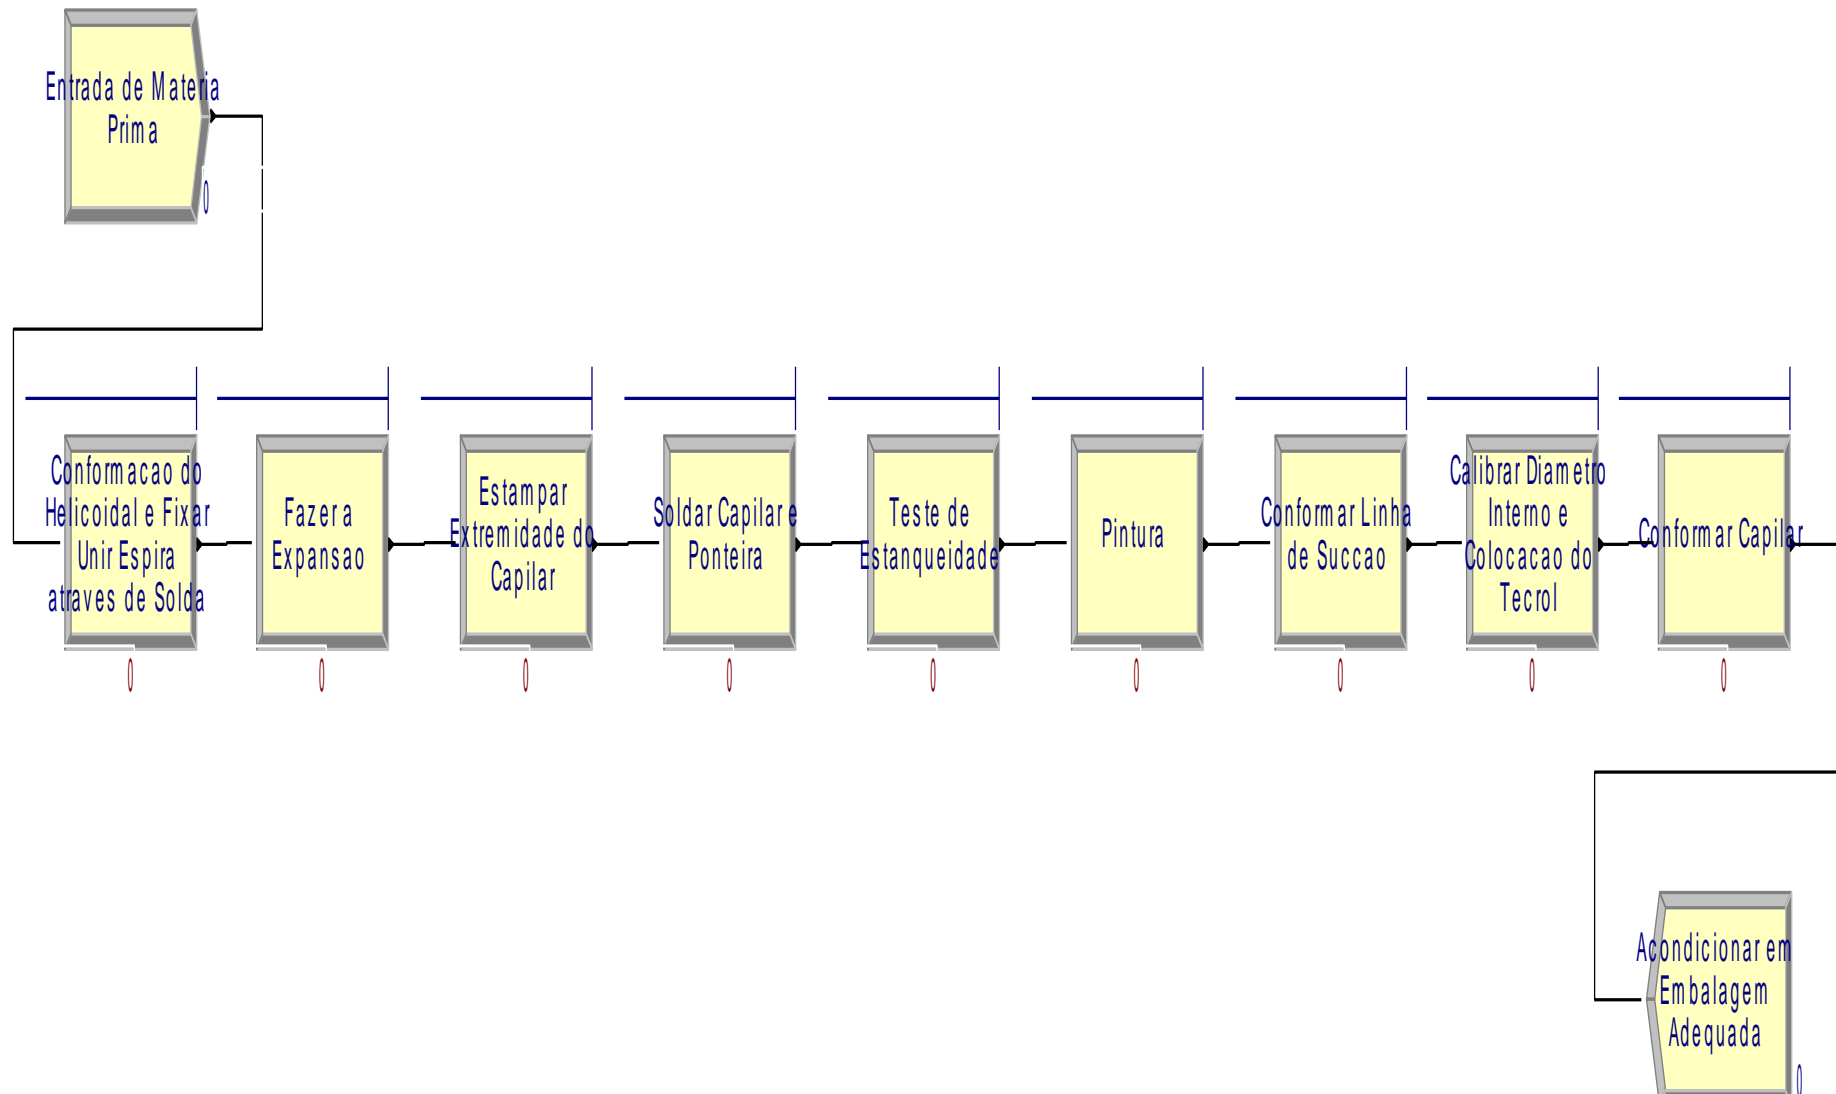 Entrada de Materia
Prima
0
Conformacao do
Helicoidal e Fixar
Unir Espira
atraves de Solda
0
Fazer a
Expansao
0
Estampar
Extremidade do
Capilar
0
Soldar Capilar e
Ponteira
0
Teste de
Estanqueidade
0
Pintura
0
Conformar Linha
de Succao
0
Calibrar Diametro
Interno e
Colocacao do
Tecrol
0
Conformar Capilar
0
Acondicionar em
Embalagem
Adequada
0